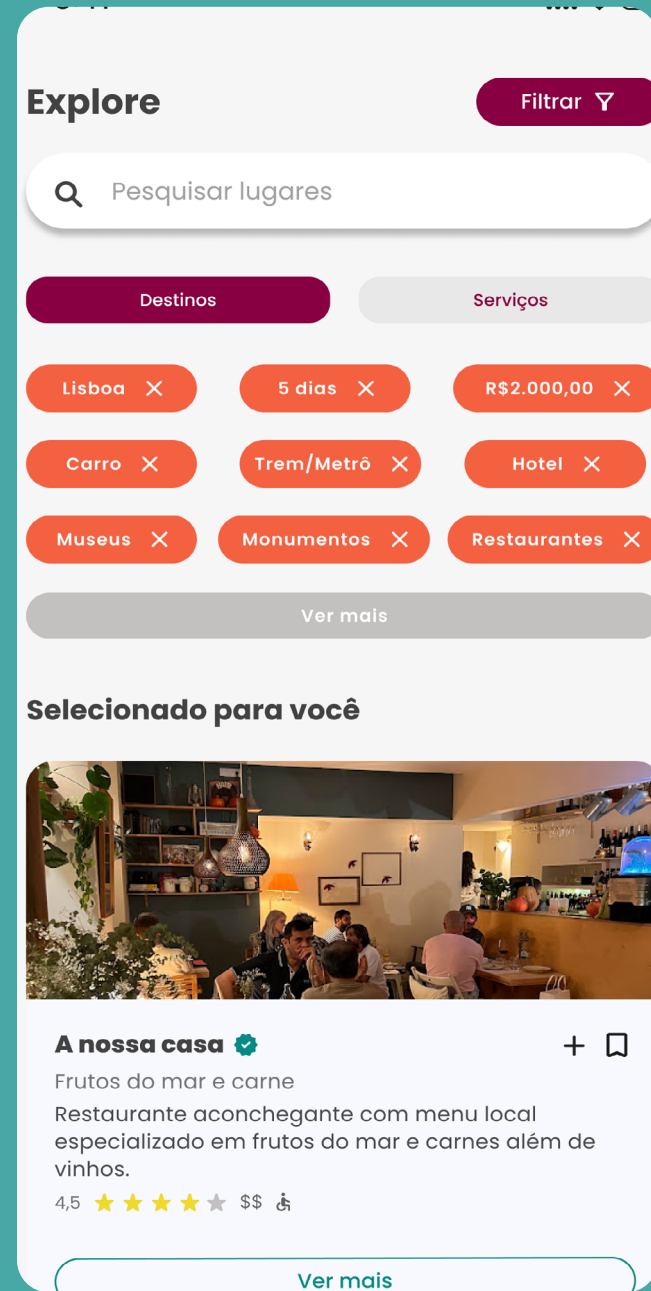 Explore
Filtrar
Pesquisar lugares
Destinos
Serviços
Lisboa
5 dias
R$2.000,00
Carro
Trem/Metrô
Hotel
Museus
Monumentos
Restaurantes
Ver mais
Selecionado para você
A nossa casa
Frutos do mar e carne
Restaurante aconchegante com menu local
especializado em frutos do mar e carnes além de
vinhos.
4,5 $$
Ver mais